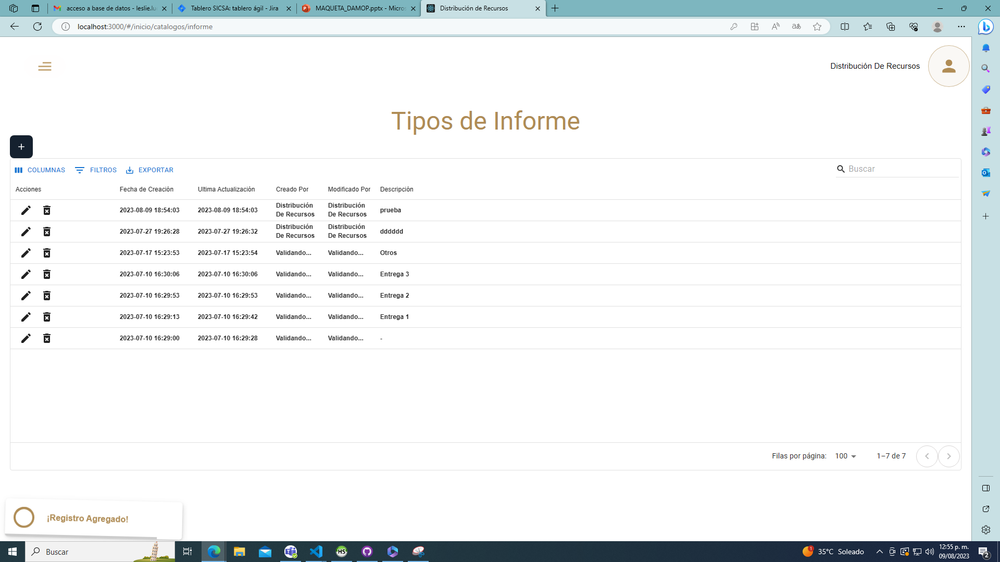 acceso a base de datos - leslie.lu
Tablero SICSA: tablero ágil - Jira
MAQUETA_DAMOP.pptx - Micros
Distribución de Recursos
localhost:3000/#/inicio/catalogos/informe
Distribución De Recursos
Tipos de Informe
+
COLUMNAS FILTROS EXPORTAR
Buscar
Acciones Fecha de Creación Ultima Actualización Creado Por Modificado Por Descripción
2023-08-09 18:54:03 2023-08-09 18:54:03 Distribución De Recursos Distribución De Recursos prueba
2023-07-27 19:26:28 2023-07-27 19:26:32 Distribución De Recursos Distribución De Recursos dddddd
2023-07-17 15:23:53 2023-07-17 15:23:54 Validando... Validando... Otros
2023-07-10 16:30:06 2023-07-10 16:30:06 Validando... Validando... Entrega 3
2023-07-10 16:29:53 2023-07-10 16:29:53 Validando... Validando... Entrega 2
2023-07-10 16:29:13 2023-07-10 16:29:42 Validando... Validando... Entrega 1
2023-07-10 16:29:00 2023-07-10 16:29:28 Validando... Validando... -
Filas por página: 100 1–7 de 7
¡Registro Agregado!
Buscar
HS
1
35°C Soleado
12:55 p. m.
09/08/2023
2